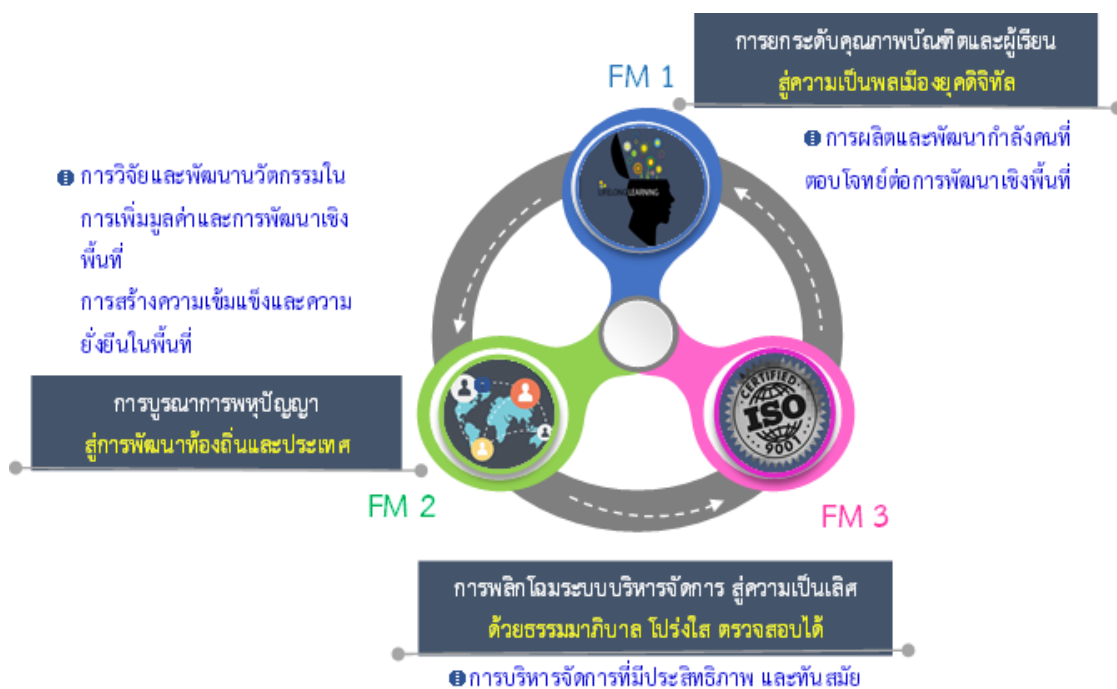 การยกระดับคุณภาพบัณฑิตและผู้เรียน
สู่ความเป็นพลเมืองยุคดิจิทัล
FM 1
การผลิตและพัฒนากำลังคนที่
ตอบโจทย์ต่อการพัฒนาเชิงพื้นที่
LIFELONG LEARNING
การวิจัยและพัฒนานวัตกรรมใน
การเพิ่มมูลค่าและการพัฒนาเชิง
พื้นที่
การสร้างความเข้มแข็งและความ
ยั่งยืนในพื้นที่
การบูรณาการพหุปัญญา
สู่การพัฒนาท้องถิ่นและประเทศ
FM 2
CERTIFIED
ISO
9001
FM 3
การพลิกโฉมระบบบริหารจัดการ สู่ความเป็นเลิศ
ด้วยธรรมมาภิบาล โปร่งใส ตรวจสอบได้
การบริหารจัดการที่มีประสิทธิภาพ และทันสมัย